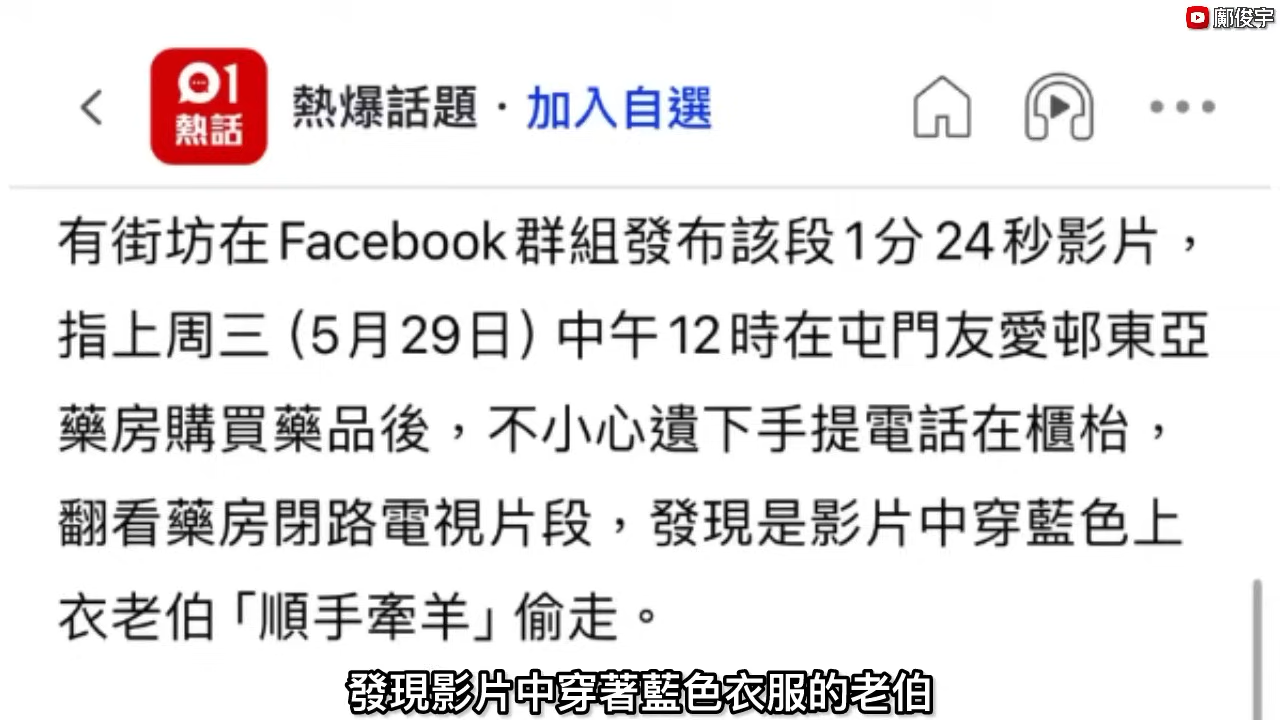 鄺俊宇
01
熱話
熱爆話題 · 加入自選
有街坊在Facebook群組發布該段1分24秒影片，
指上周三（5月29日）中午12時在屯門友愛邨東亞
藥房購買藥品後，不小心遺下手提電話在櫃枱，
翻看藥房閉路電視片段，發現是影片中穿藍色上
衣老伯「順手牽羊」偷走。
發現影片中穿著藍色衣服的老伯